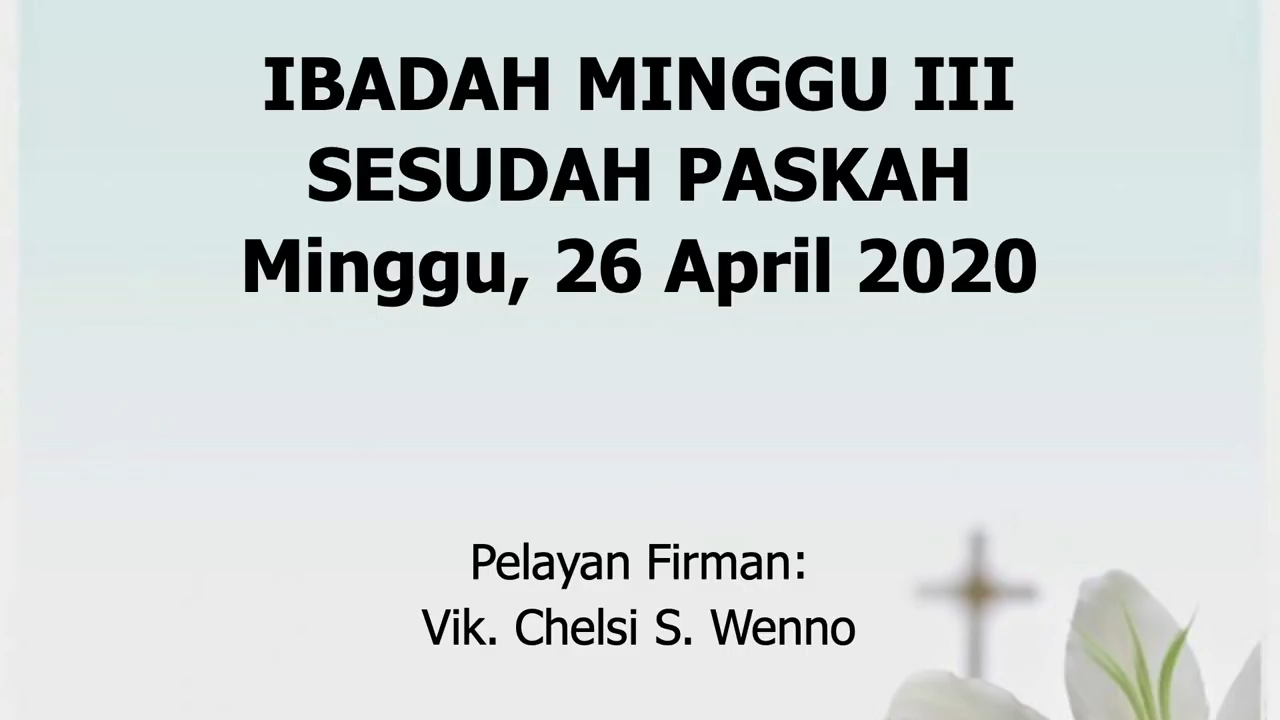 IBADAH MINGGU III
SESUDAH PASKAH
Minggu, 26 April 2020
Pelayan Firman:
Vik. Chelsi S. Wenno